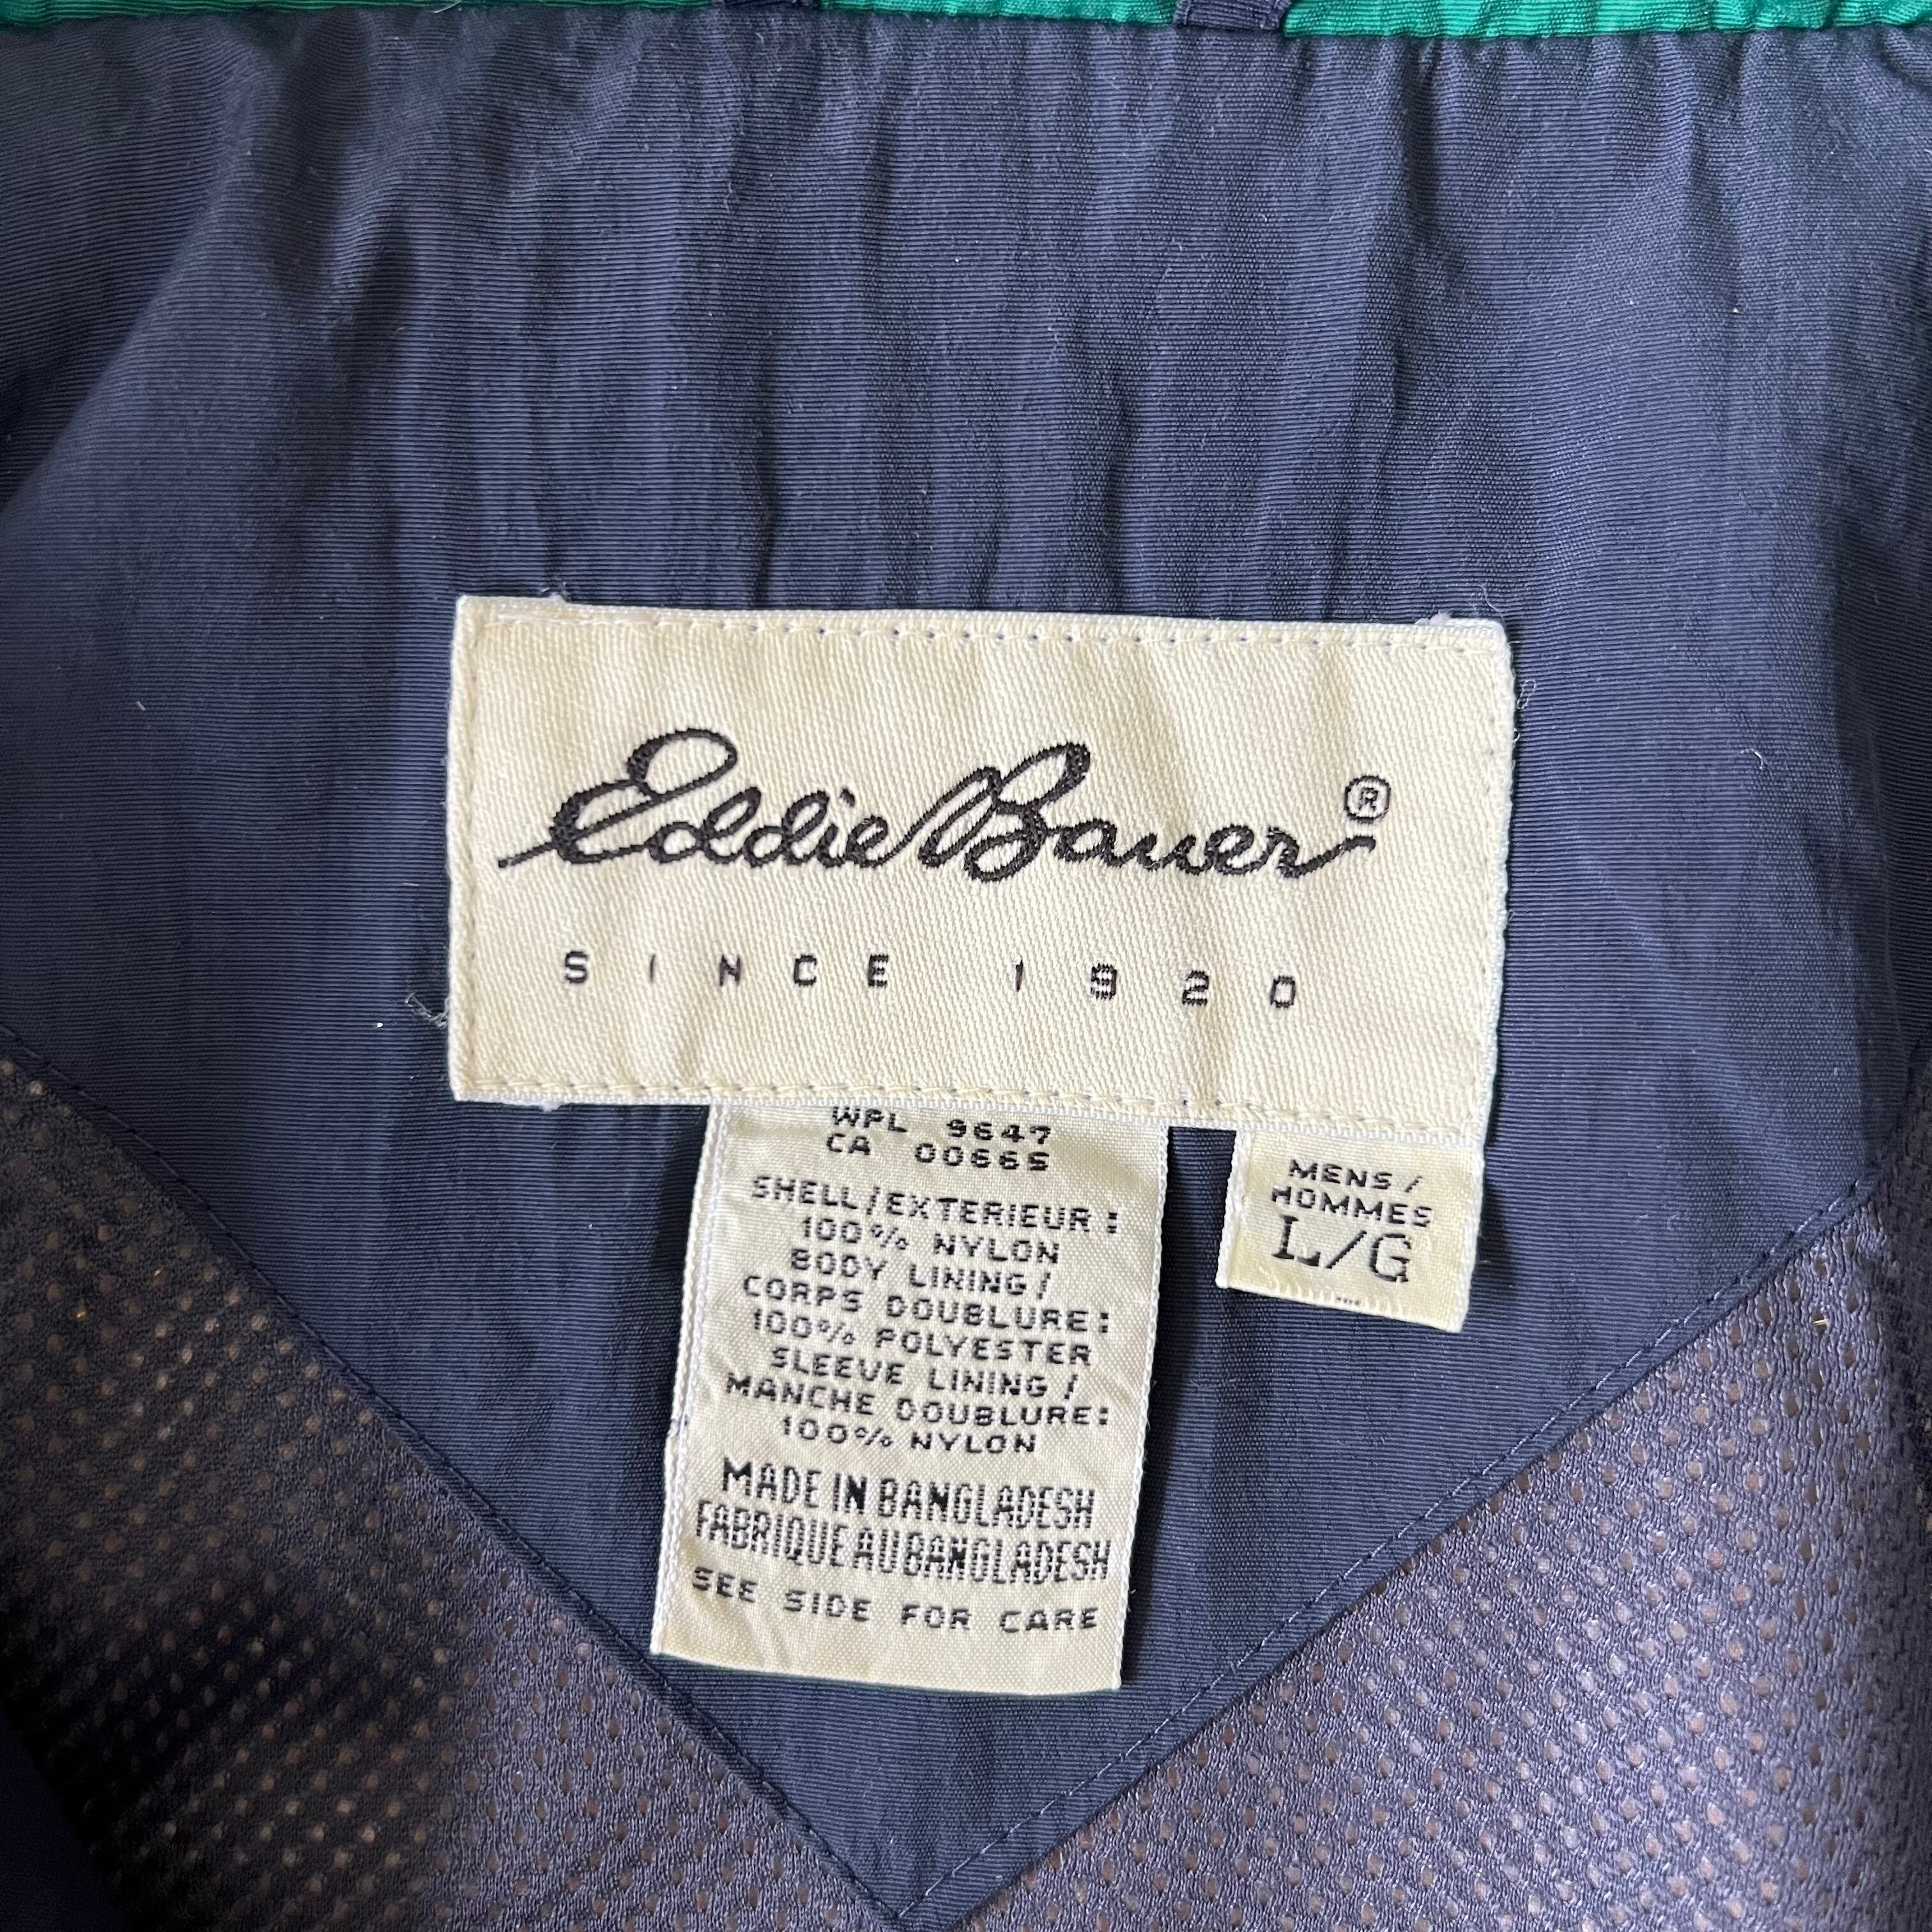 Eddie Bauer®
SINCE 1920
WPL 9647
CA 00665
SHELL/EXTERIEUR:
100% NYLON
BODY LINING/
CORPS DOUBLURE:
100% POLYESTER
SLEEVE LINING/
MANCHE DOUBLURE:
100% NYLON
MADE IN BANGLADESH
FABRIQUE AU BANGLADESH
SEE SIDE FOR CARE
MENS/
HOMMES
L/G